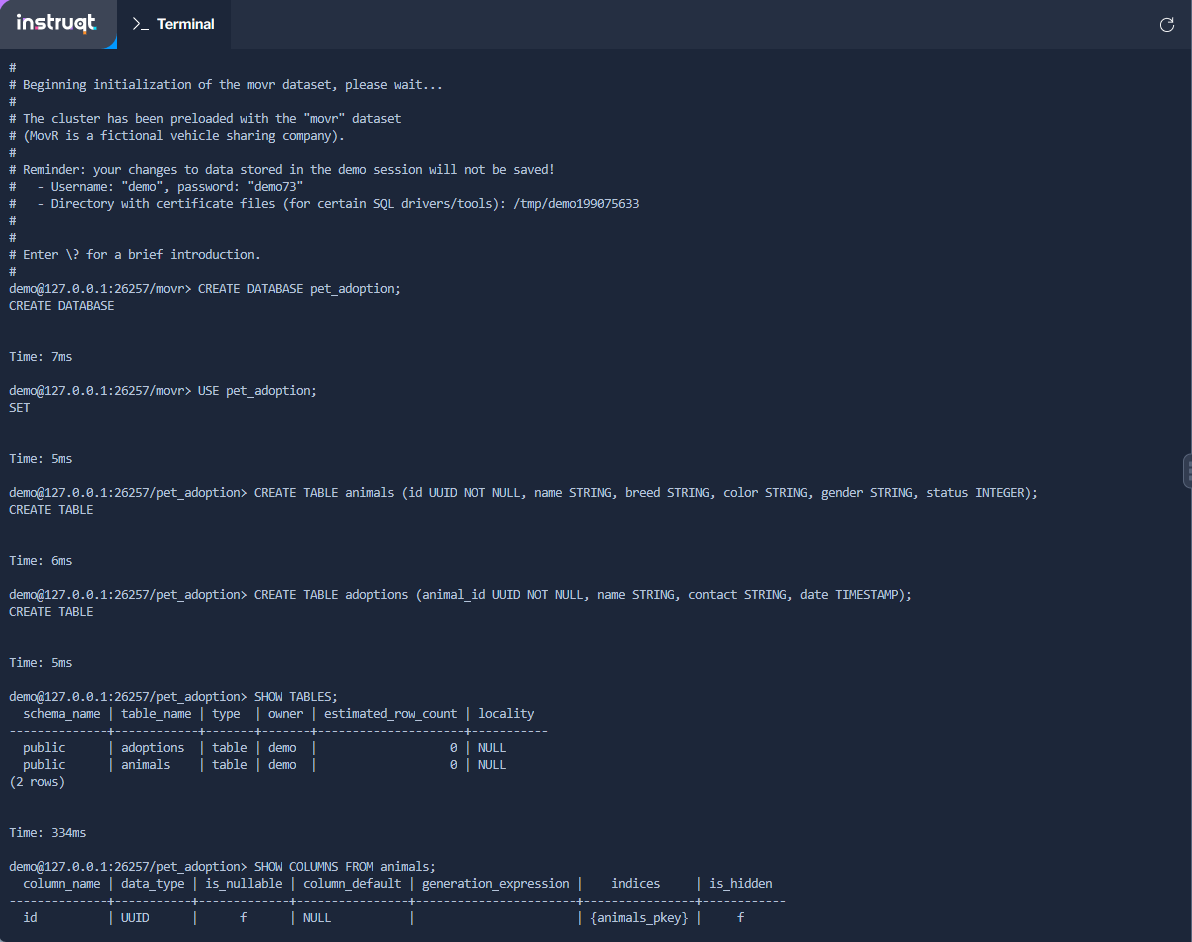 instruqt
>_ Terminal
#
# Beginning initialization of the movr dataset, please wait...
#
# The cluster has been preloaded with the "movr" dataset
# (MovR is a fictional vehicle sharing company).
#
# Reminder: your changes to data stored in the demo session will not be saved!
#   - Username: "demo", password: "demo73"
#   - Directory with certificate files (for certain SQL drivers/tools): /tmp/demo199075633
#
#
# Enter \? for a brief introduction.
#
demo@127.0.0.1:26257/movr> CREATE DATABASE pet_adoption;
CREATE DATABASE
Time: 7ms
demo@127.0.0.1:26257/movr> USE pet_adoption;
SET
Time: 5ms
demo@127.0.0.1:26257/pet_adoption> CREATE TABLE animals (id UUID NOT NULL, name STRING, breed STRING, color STRING, gender STRING, status INTEGER);
CREATE TABLE
Time: 6ms
demo@127.0.0.1:26257/pet_adoption> CREATE TABLE adoptions (animal_id UUID NOT NULL, name STRING, contact STRING, date TIMESTAMP);
CREATE TABLE
Time: 5ms
demo@127.0.0.1:26257/pet_adoption> SHOW TABLES;
  schema_name | table_name | type  | owner | estimated_row_count | locality
--------------+------------+-------+-------+---------------------+-----------
  public      | adoptions  | table | demo  |                   0 | NULL
  public      | animals    | table | demo  |                   0 | NULL
(2 rows)
Time: 334ms
demo@127.0.0.1:26257/pet_adoption> SHOW COLUMNS FROM animals;
  column_name | data_type | is_nullable | column_default | generation_expression |    indices     | is_hidden
--------------+-----------+-------------+----------------+-----------------------+----------------+------------
  id          | UUID      |      f      | NULL           |                       | {animals_pkey} |     f